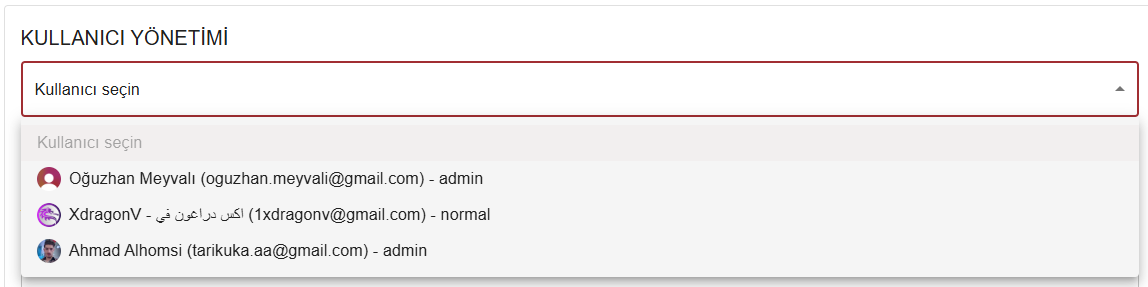 KULLANICI YÖNETİMİ
Kullanıcı seçin
Kullanıcı seçin
Oğuzhan Meyvalı (oguzhan.meyvali@gmail.com) - admin
XdragonV - اكس دراغون في (1xdragonv@gmail.com) - normal
Ahmad Alhomsi (tarikuka.aa@gmail.com) - admin